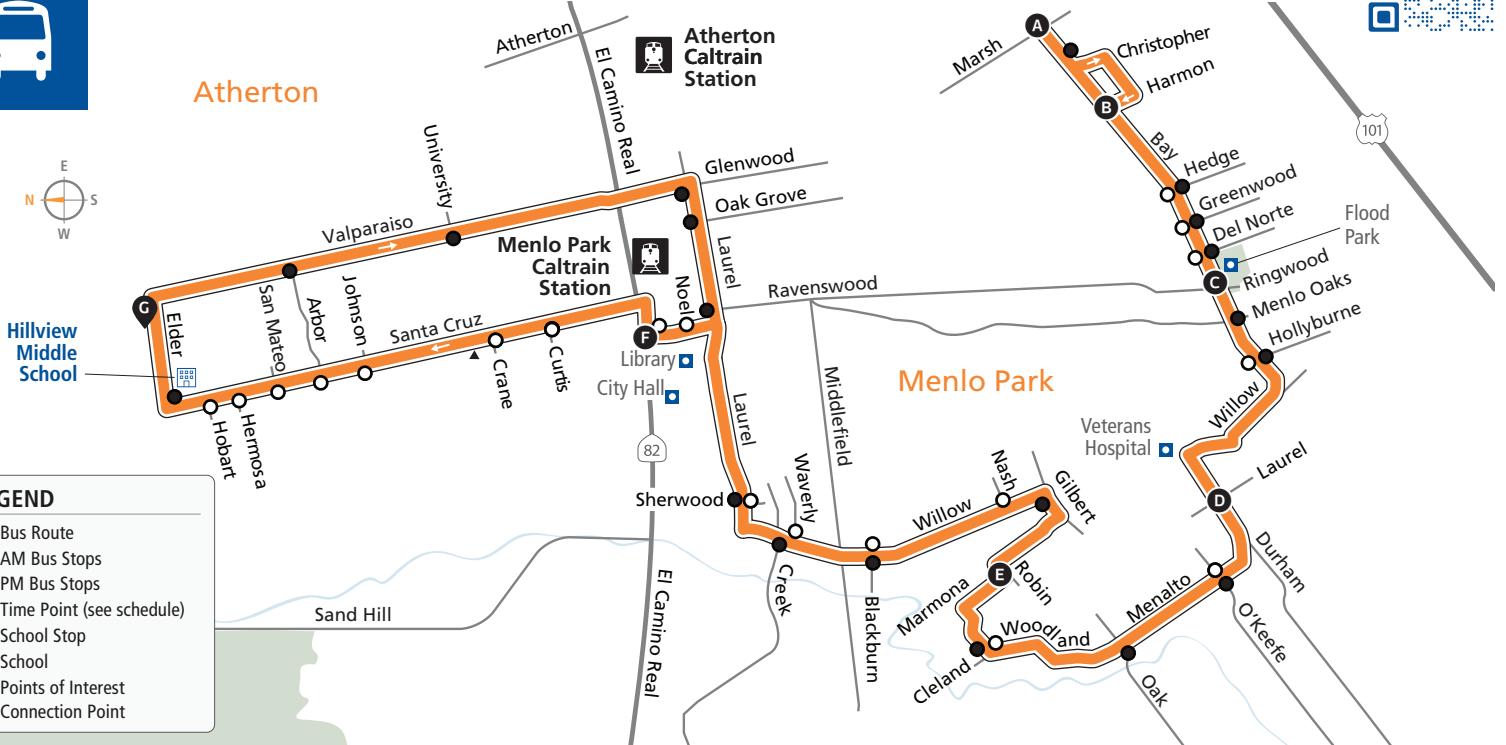 Atherton
Atherton
Caltrain
Station
Atherton
El Camino Real
Marsh
A
Christopher
Harmon
B
101
Bay
Hedge
Greenwood
Del Norte
Flood
Park
C
Ringwood
Menlo Oaks
Hollyburne
E
N
S
W
University
Valparaiso
Glenwood
Oak Grove
Laurel
Menlo Park
Caltrain
Station
Noel
Ravenswood
G
Elder
San Mateo
Arbor
Johnson
Santa Cruz
F
Hillview
Middle
School
Library
City Hall
Crane
Curtis
Hobart
Hermosa
Laurel
Middlefield
Menlo Park
Willow
Veterans
Hospital
82
Laurel
D
Sherwood
Waverly
Willow
Nash
Gilbert
Durham
Creek
Blackburn
Marmona
E
Robin
Woodland
Cleland
Menalto
O'Keefe
Oak
Sand Hill
El Camino Real
GEND
Bus Route
AM Bus Stops
PM Bus Stops
Time Point (see schedule)
School Stop
School
Points of Interest
Connection Point